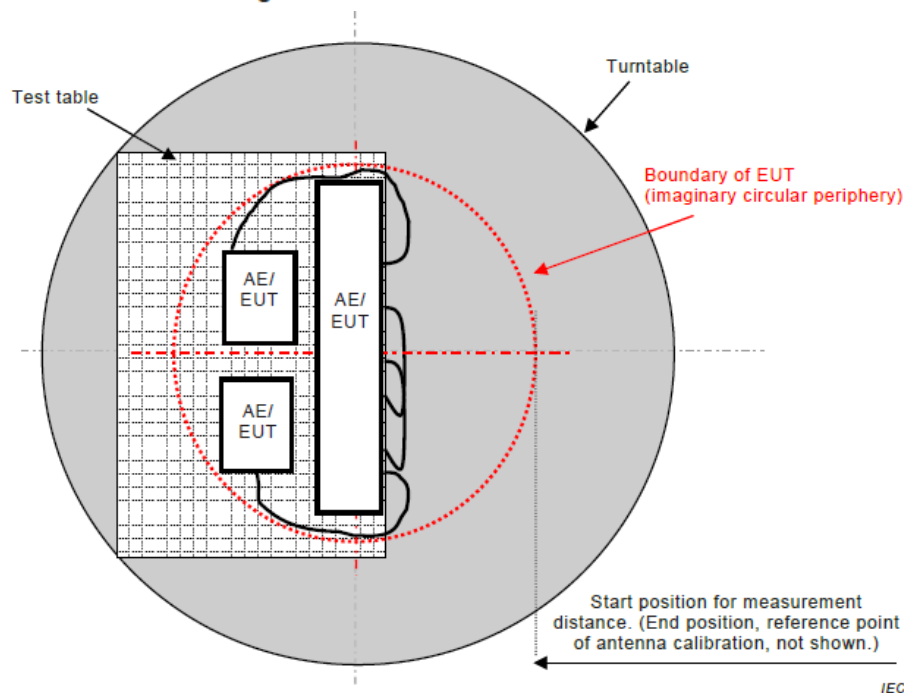 Turntable
Test table
Boundary of EUT
(imaginary circular periphery)
AE/
EUT
AE/
EUT
AE/
EUT
Start position for measurement
distance. (End position, reference point
of antenna calibration, not shown.)